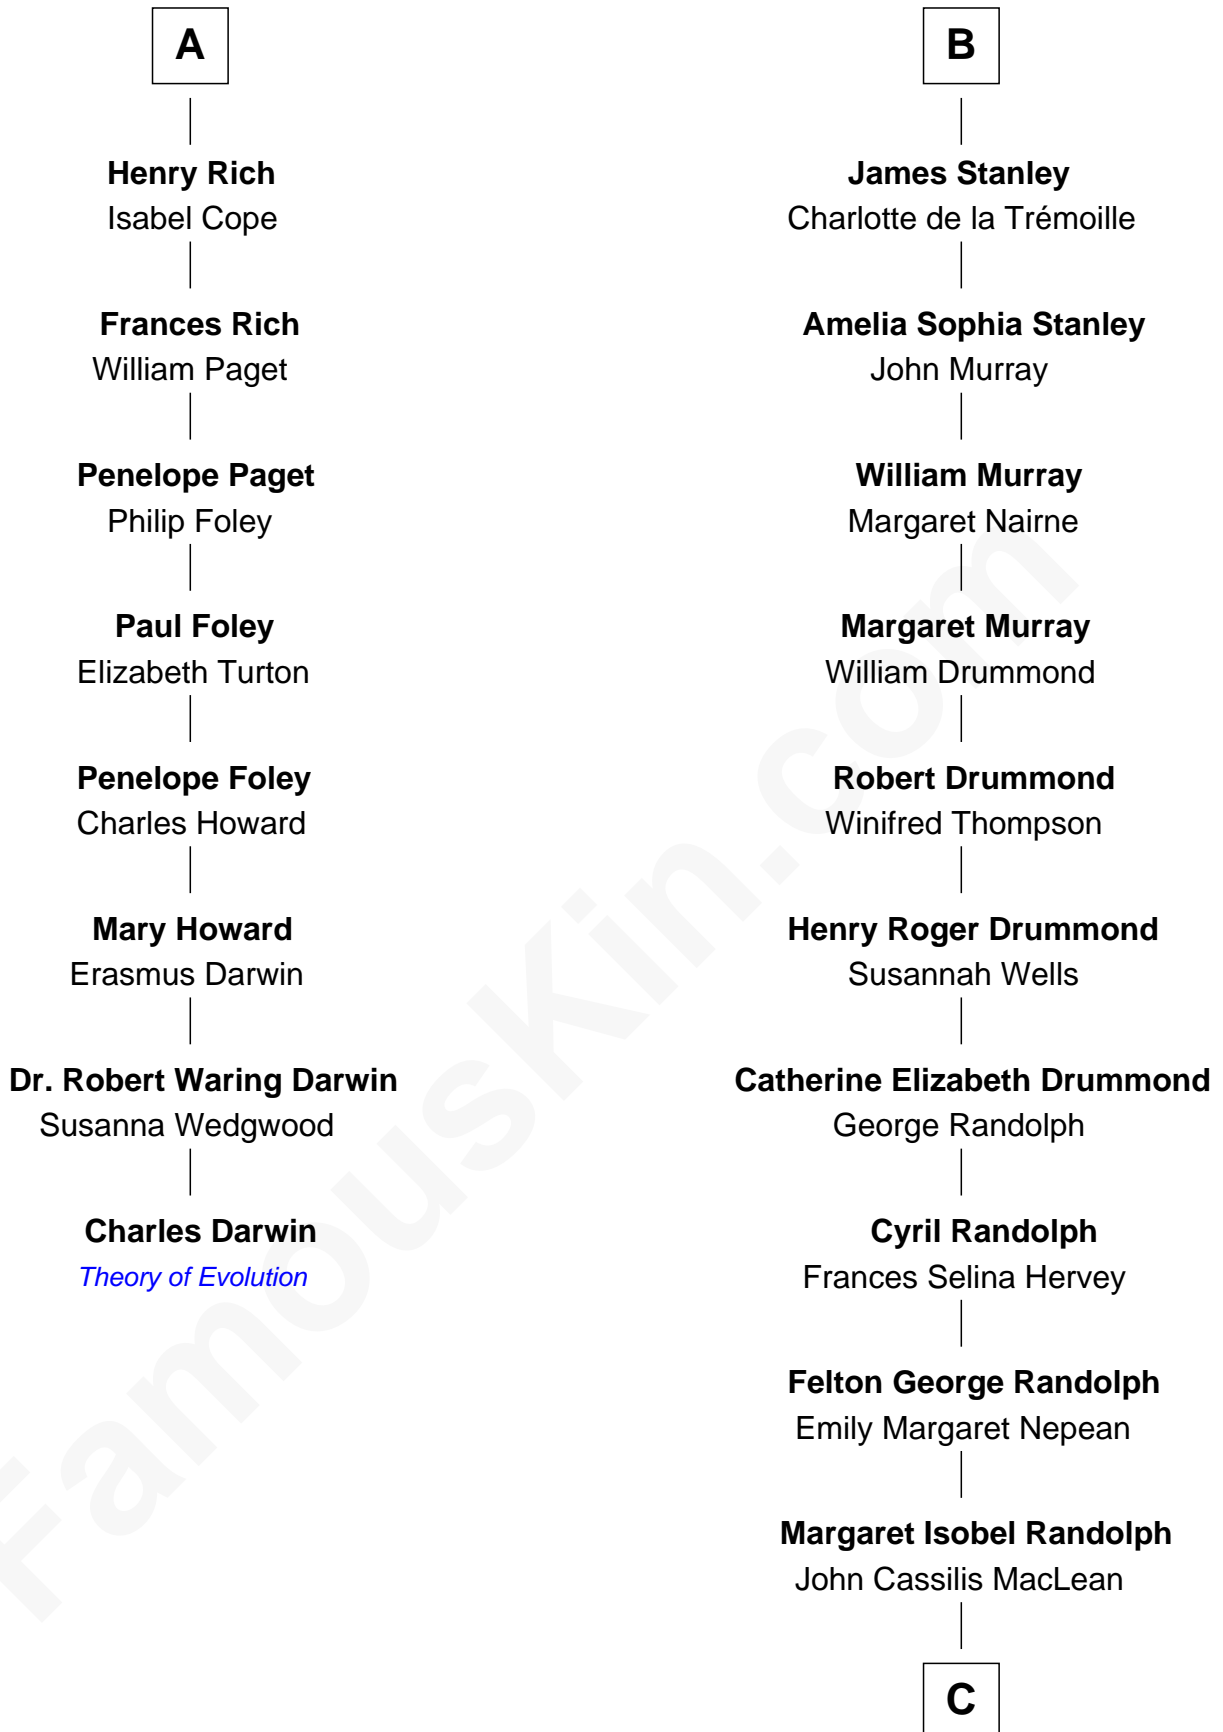 A
Henry Rich
Isabel Cope
Frances Rich
William Paget
Penelope Paget
Philip Foley
Paul Foley
Elizabeth Turton
Penelope Foley
Charles Howard
Mary Howard
Erasmus Darwin
Dr. Robert Waring Darwin
Susanna Wedgwood
Charles Darwin
Theory of Evolution
B
James Stanley
Charlotte de la Trémoille
Amelia Sophia Stanley
John Murray
William Murray
Margaret Nairne
Margaret Murray
William Drummond
Robert Drummond
Winifred Thompson
Henry Roger Drummond
Susannah Wells
Catherine Elizabeth Drummond
George Randolph
Cyril Randolph
Frances Selina Hervey
Felton George Randolph
Emily Margaret Nepean
Margaret Isobel Randolph
John Cassilis MacLean
C
FamousKin.com